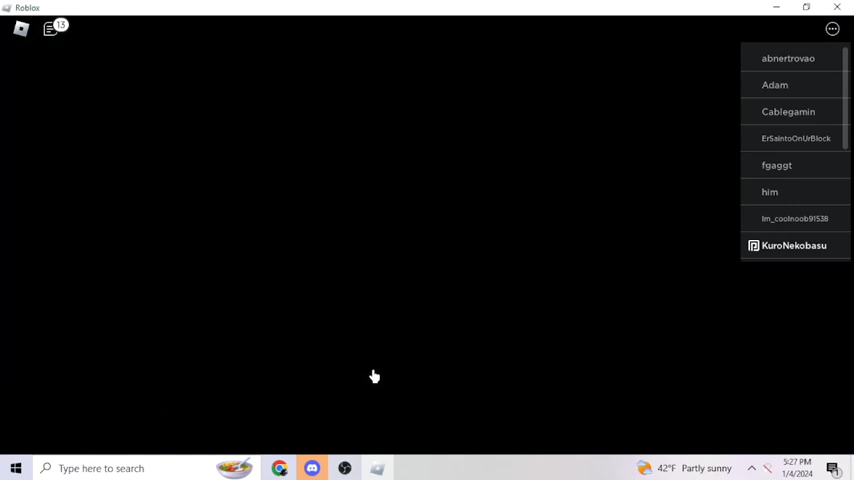 Roblox
13
abnertrovao
Adam
Cablegamin
ErSaintoOnUrBlock
fgaggt
him
Im_coolnoob91538
KuroNekobasu
Type here to search
42°F Partly sunny
5:27 PM
1/4/2024
1